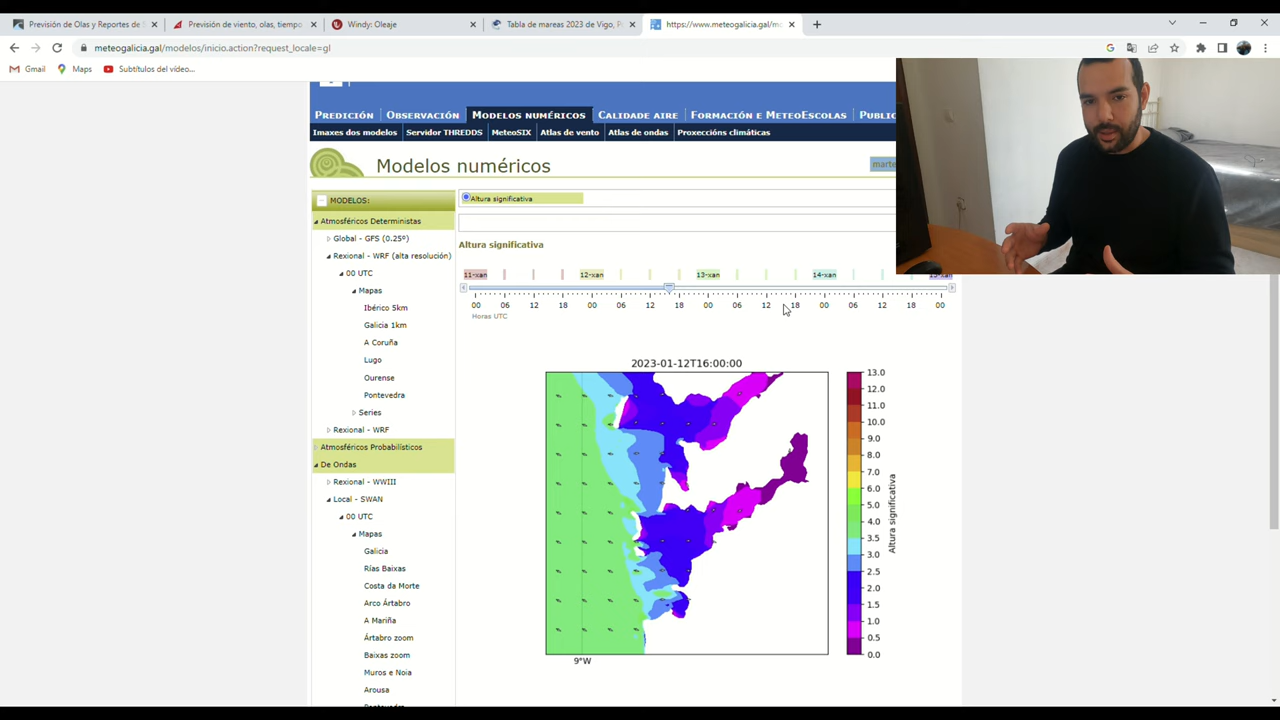 Previsión de Olas y Reportes de S
Previsión de viento, olas, tiempo
Windy: Oleaje
Tabla de mareas 2023 de Vigo, Po
https://www.meteogalicia.gal/mo
meteogalicia.gal/modelos/inicio.action?request_locale=gl
Gmail
Maps
Subtítulos del vídeo...
Predición
Observación
Modelos numéricos
Calidade aire
Formación e MeteoEscolas
Public
Imaxes dos modelos
Servidor THREDDS
MeteoSIX
Atlas de vento
Atlas de ondas
Proxeccións climáticas
Modelos numéricos
marte
MODELOS:
Atmosféricos Deterministas
Global - GFS (0.25º)
Rexional - WRF (alta resolución)
00 UTC
Mapas
Ibérico 5km
Galicia 1km
A Coruña
Lugo
Ourense
Pontevedra
Series
Rexional - WRF
Atmosféricos Probabilísticos
De Ondas
Rexional - WWIII
Local - SWAN
00 UTC
Mapas
Galicia
Rías Baixas
Costa da Morte
Arco Ártabro
A Mariña
Ártabro zoom
Baixas zoom
Muros e Noia
Arousa
Altura significativa
Altura significativa
11-xan 12-xan 13-xan 14-xan 15-xan
00 06 12 18 00 06 12 18 00 06 12 18 00 06 12 18 00
Horas UTC
2023-01-12T16:00:00
9°W
13.0
12.0
11.0
10.0
9.0
8.0
7.0
6.0
5.0
4.0
3.5
3.0
2.5
2.0
1.5
1.0
0.5
0.0
Altura significativa